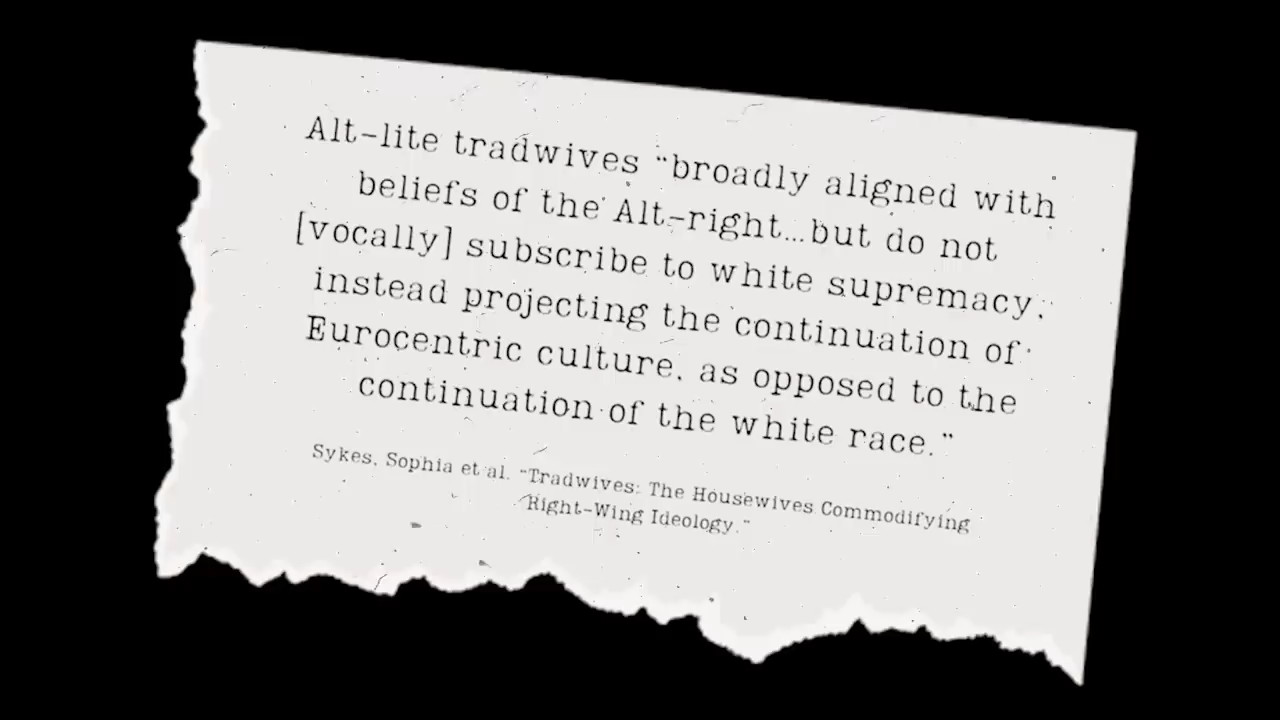 Alt-lite tradwives "broadly aligned with
beliefs of the Alt-right...but do not
[vocally] subscribe to white supremacy,
instead projecting the continuation of
Eurocentric culture, as opposed to the
continuation of the white race."
Sykes, Sophia et al. "Tradwives: The Housewives Commodifying
Right-Wing Ideology."